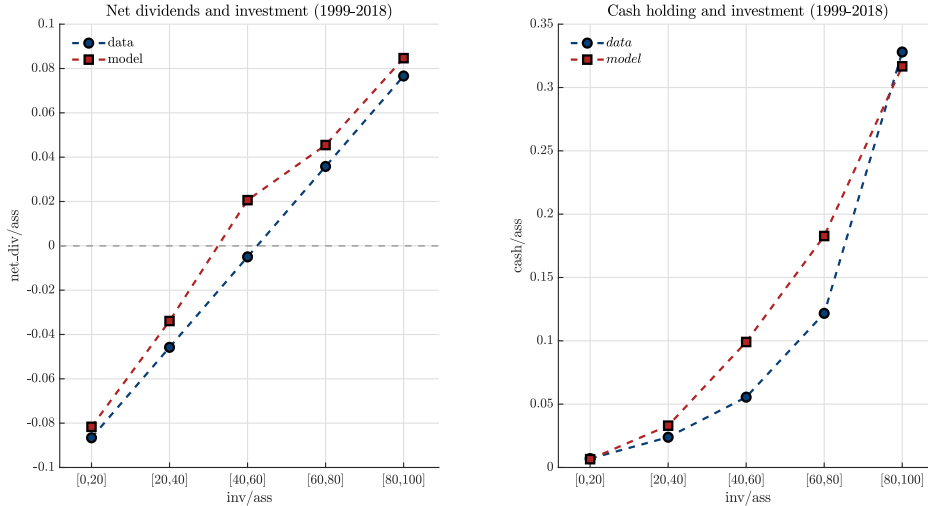 Net dividends and investment (1999-2018)
data
model
0.1
0.08
0.06
0.04
0.02
0
-0.02
-0.04
-0.06
-0.08
-0.1
net_div/ass
[0,20]
[20,40]
[40,60]
[60,80]
[80,100]
inv/ass
Cash holding and investment (1999-2018)
data
model
0.35
0.3
0.25
0.2
0.15
0.1
0.05
0
cash/ass
[0,20]
[20,40]
[40,60]
[60,80]
[80,100]
inv/ass